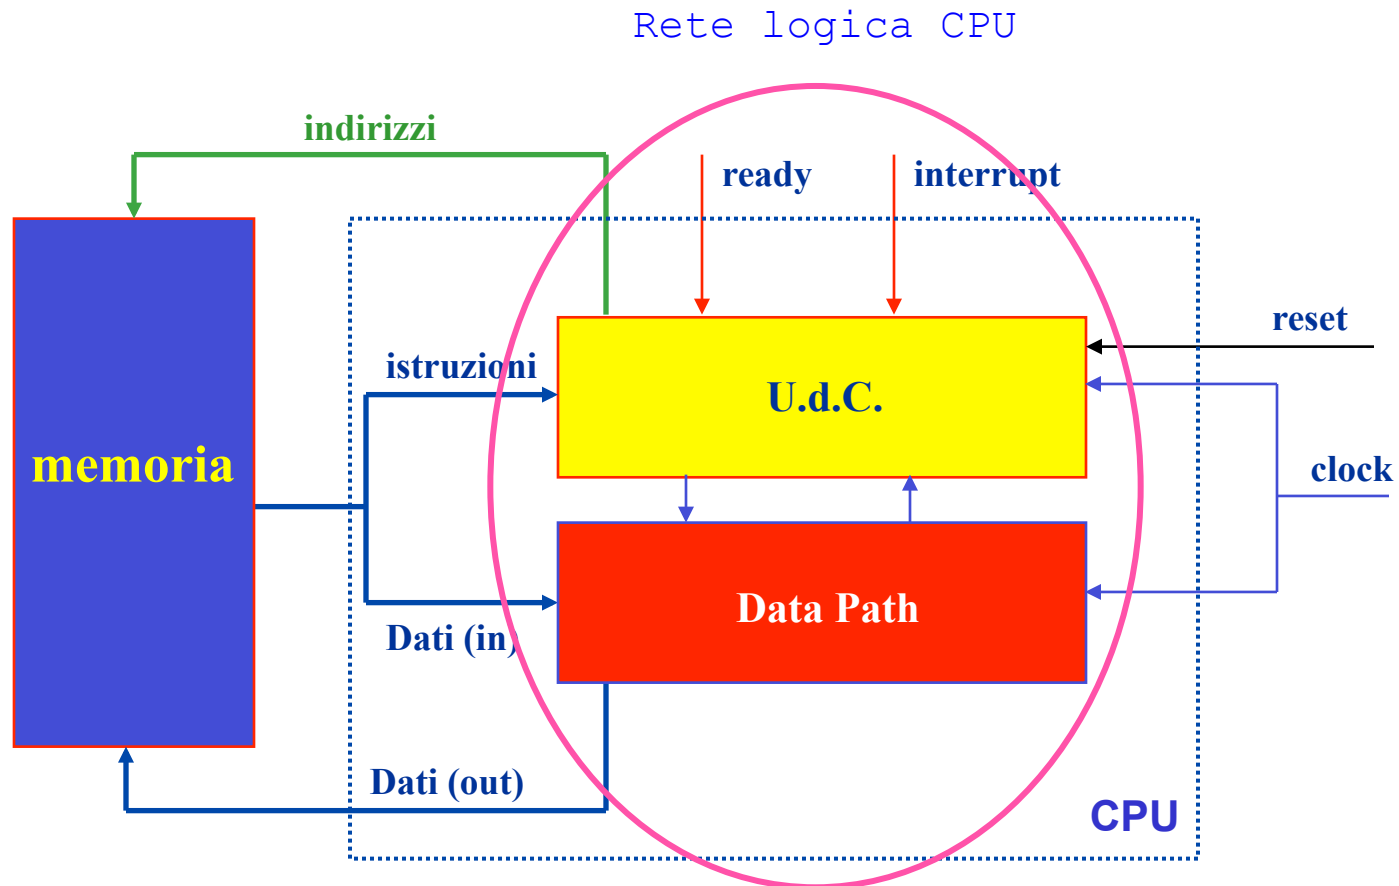 Rete logica CPU
indirizzi
ready
interrupt
reset
istruzioni
U.d.C.
memoria
clock
Data Path
Dati (in)
Dati (out)
CPU